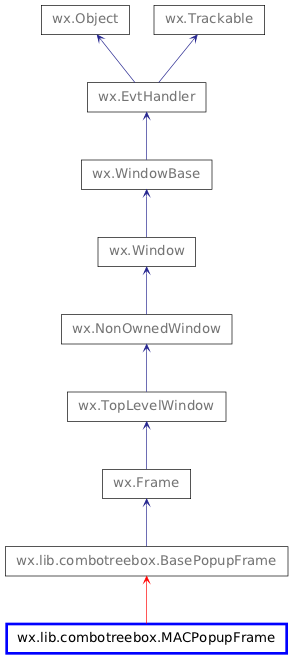 wx.Object
wx.Trackable
wx.EvtHandler
wx.WindowBase
wx.Window
wx.NonOwnedWindow
wx.TopLevelWindow
wx.Frame
wx.lib.combotreebox.BasePopupFrame
wx.lib.combotreebox.MACPopupFrame